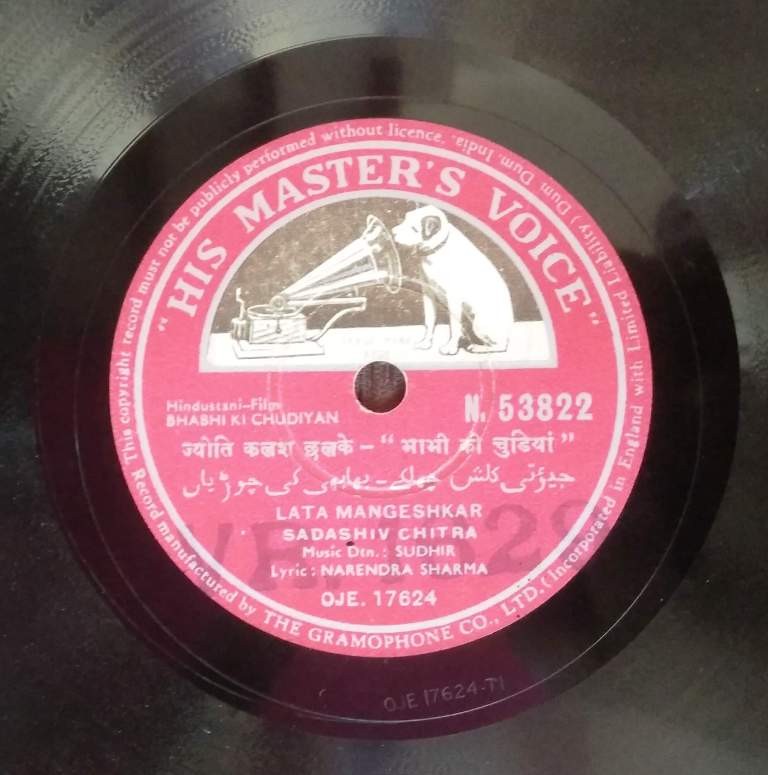 This copyright record must not be publicly performed without licence.
Record manufactured by THE GRAMOPHONE CO., LTD. (Incorporated in England with Limited Liability) Dum Dum, India.
"HIS MASTER'S VOICE"
Hindustani-Film
BHABHI KI CHUDIYAN
N. 53822
ज्योति कलश छलके - "भाभी की चुडियां"
جیؤتی کلش چھلکے - بھابھی کی چوڑیاں
LATA MANGESHKAR
SADASHIV CHITRA
Music Dtn.: SUDHIR
Lyric: NARENDRA SHARMA
OJE. 17624
OJE 17624-T1